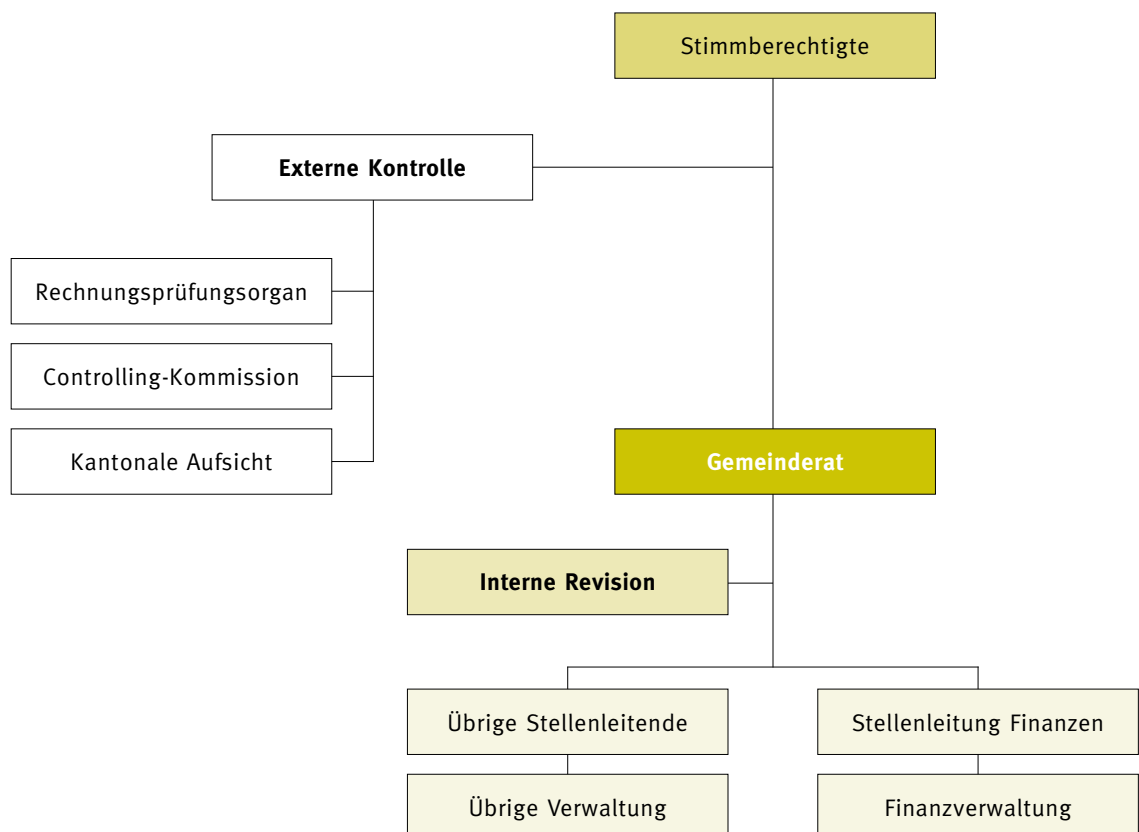 Stimmberechtigte
Externe Kontrolle
Rechnungsprüfungsorgan
Controlling-Kommission
Kantonale Aufsicht
Gemeinderat
Interne Revision
Übrige Stellenleitende
Stellenleitung Finanzen
Übrige Verwaltung
Finanzverwaltung